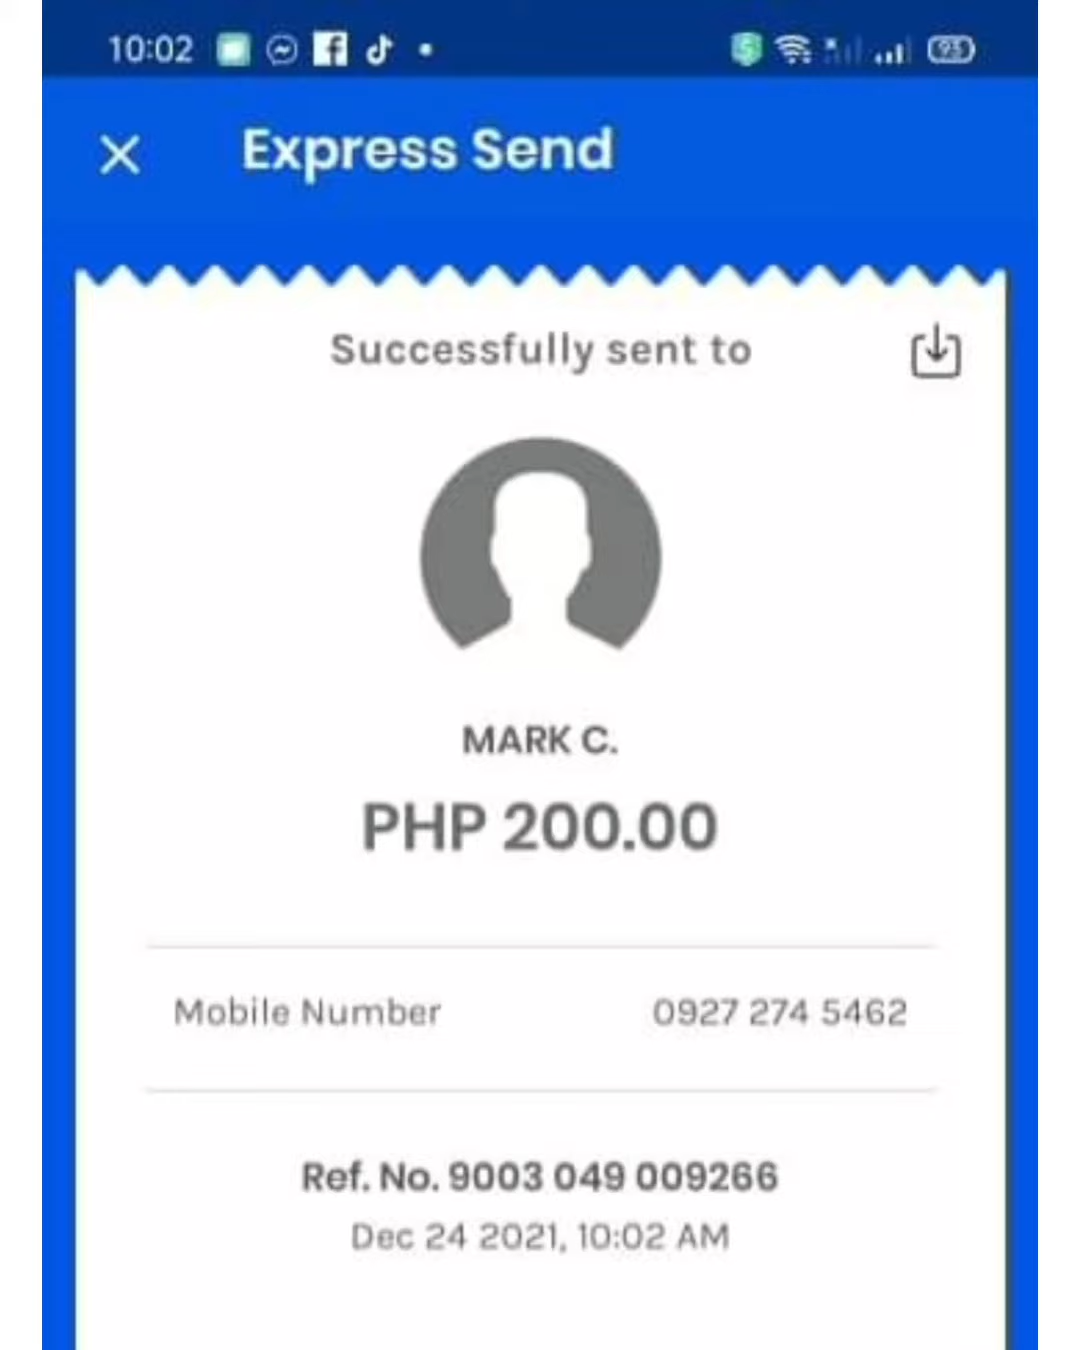 10:02
95
Express Send
Successfully sent to
MARK C.
PHP 200.00
Mobile Number 0927 274 5462
Ref. No. 9003 049 009266
Dec 24 2021, 10:02 AM